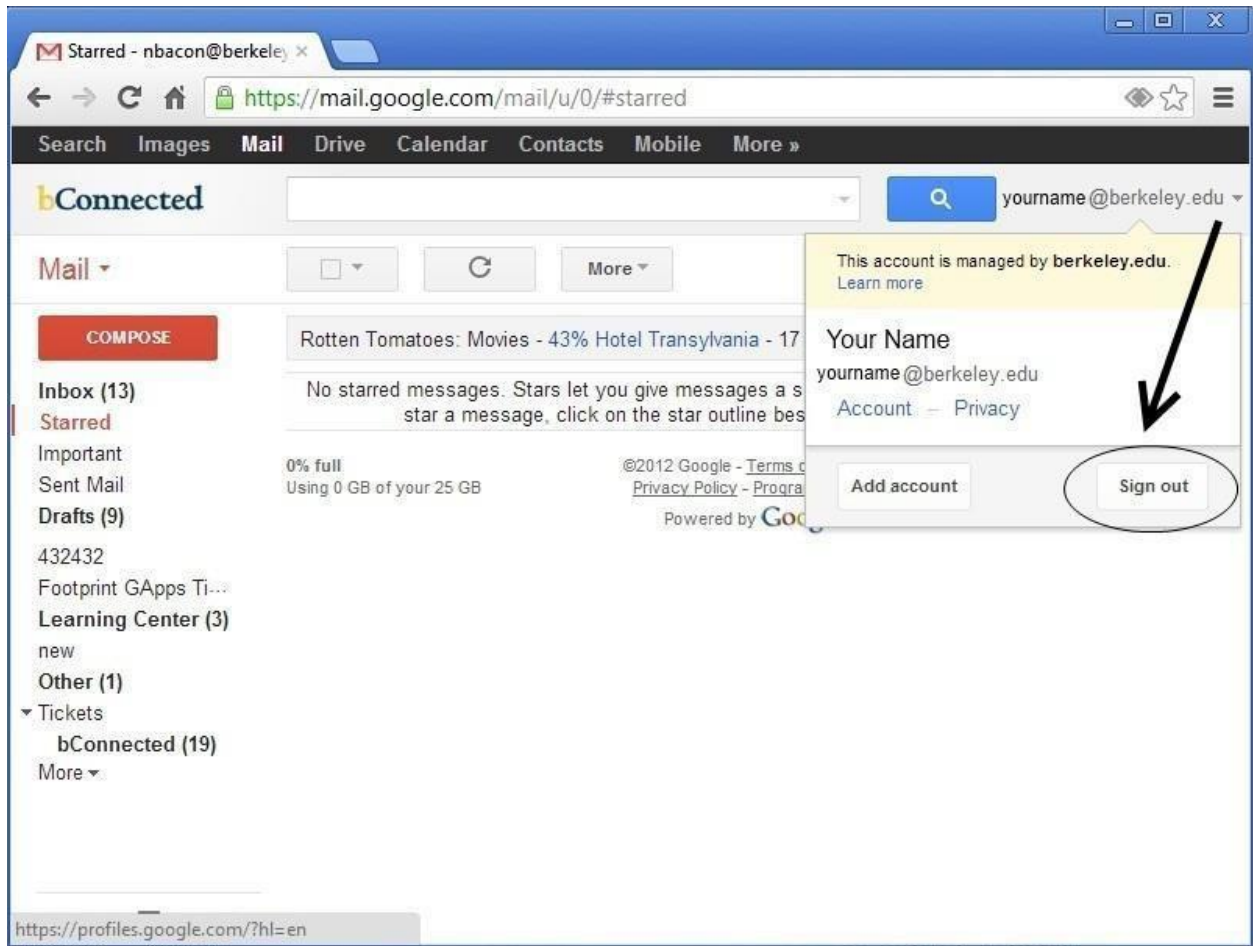 Starred - nbacon@berkeley
https://mail.google.com/mail/u/0/#starred
Search Images Mail Drive Calendar Contacts Mobile More »
bConnected
yourname@berkeley.edu
Mail
More
This account is managed by berkeley.edu.
Learn more
COMPOSE
Rotten Tomatoes: Movies - 43% Hotel Transylvania - 17
Your Name
yourname@berkeley.edu
Account – Privacy
Inbox (13)
No starred messages. Stars let you give messages a s
Starred
star a message, click on the star outline bes
Important
0% full
©2012 Google - Terms
Sent Mail
Using 0 GB of your 25 GB
Privacy Policy - Progra
Add account
Sign out
Drafts (9)
Powered by Goog
432432
Footprint GApps Ti...
Learning Center (3)
new
Other (1)
Tickets
bConnected (19)
More
https://profiles.google.com/?hl=en